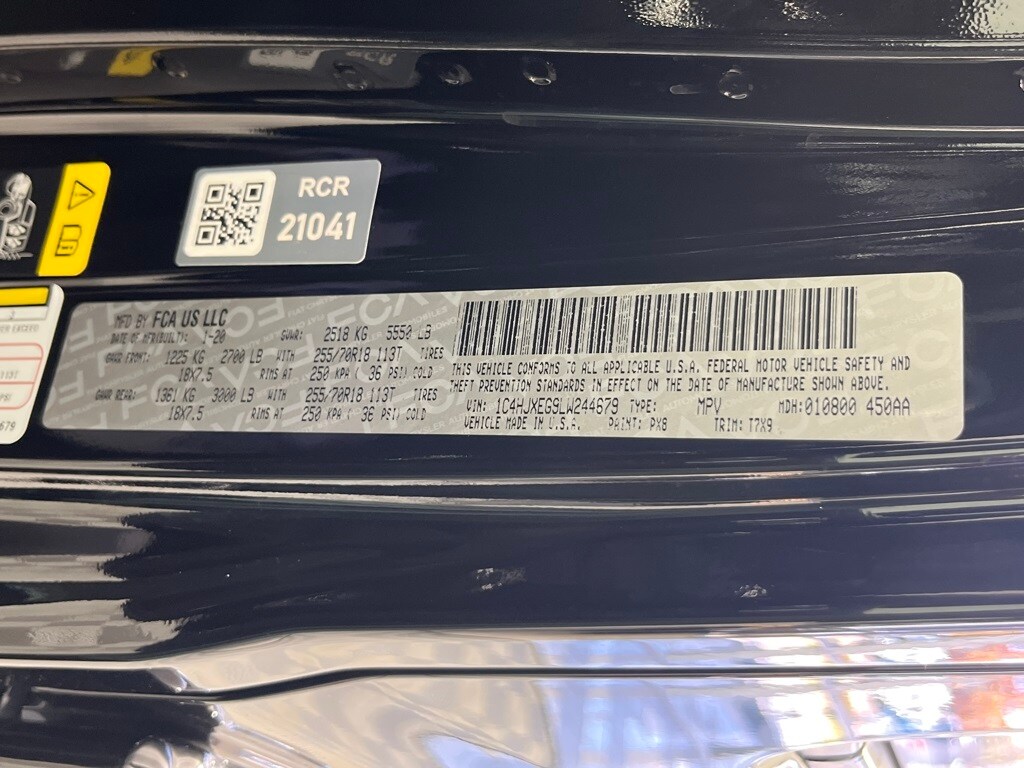 RCR
21041
MFD BY FCA US LLC
DATE OF MFR(BUILT): 1-20 GVWR: 2518 KG 5550 LB
GAWR FRONT: 1225 KG 2700 LB WITH 255/70R18 113T TIRES
18X7.5 RIMS AT 250 KPA ( 36 PSI) COLD
GAWR REAR: 1361 KG 3000 LB WITH 255/70R18 113T TIRES
18X7.5 RIMS AT 250 KPA ( 36 PSI) COLD
THIS VEHICLE CONFORMS TO ALL APPLICABLE U.S.A. FEDERAL MOTOR VEHICLE SAFETY AND
THEFT PREVENTION STANDARDS IN EFFECT ON THE DATE OF MANUFACTURE SHOWN ABOVE.
VIN: 1C4HJXEG9LW244679 TYPE: MPV MDH:010800 450AA
VEHICLE MADE IN U.S.A. PAINT: PX8 TRIM: T7X9